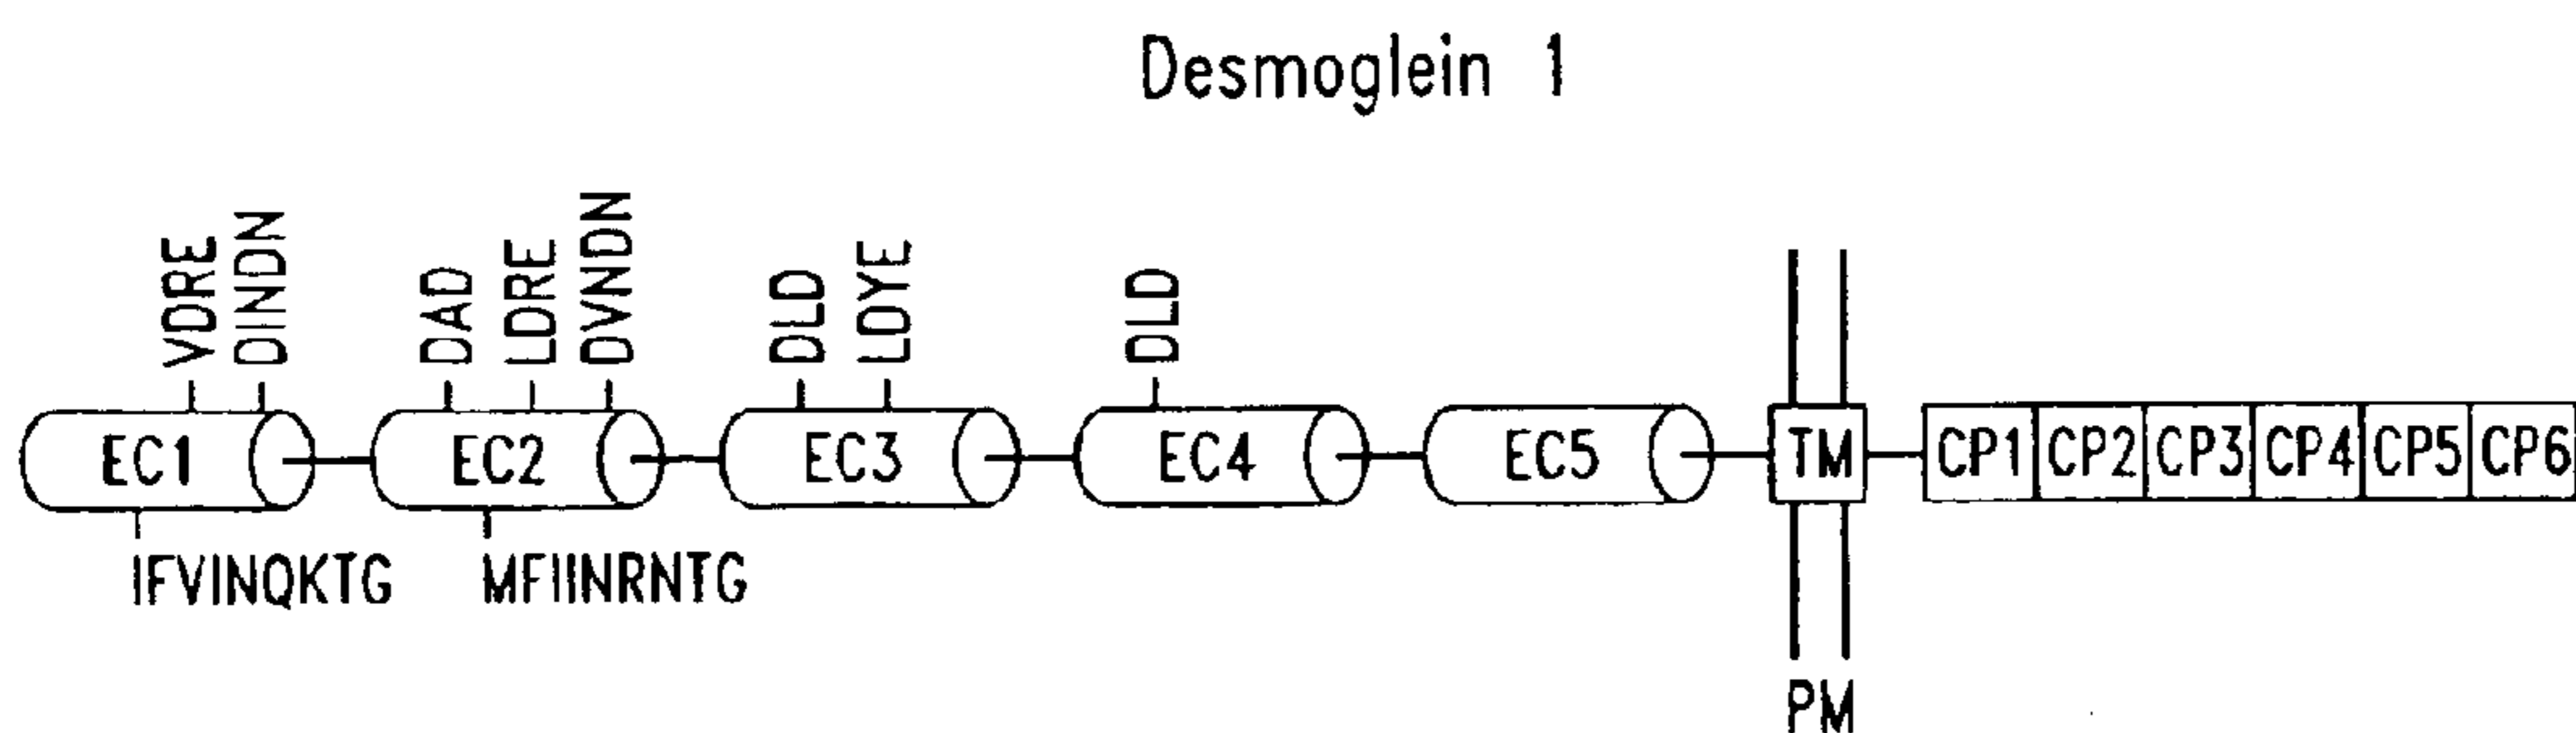 Desmoglein 1
VDRE
DINDN
DAD
LDRE
DVNDN
DLD
LDYE
DLD
EC1 EC2 EC3 EC4 EC5 TM CP1 CP2 CP3 CP4 CP5 CP6
IFVINQKTG MFIINRNTG
PM